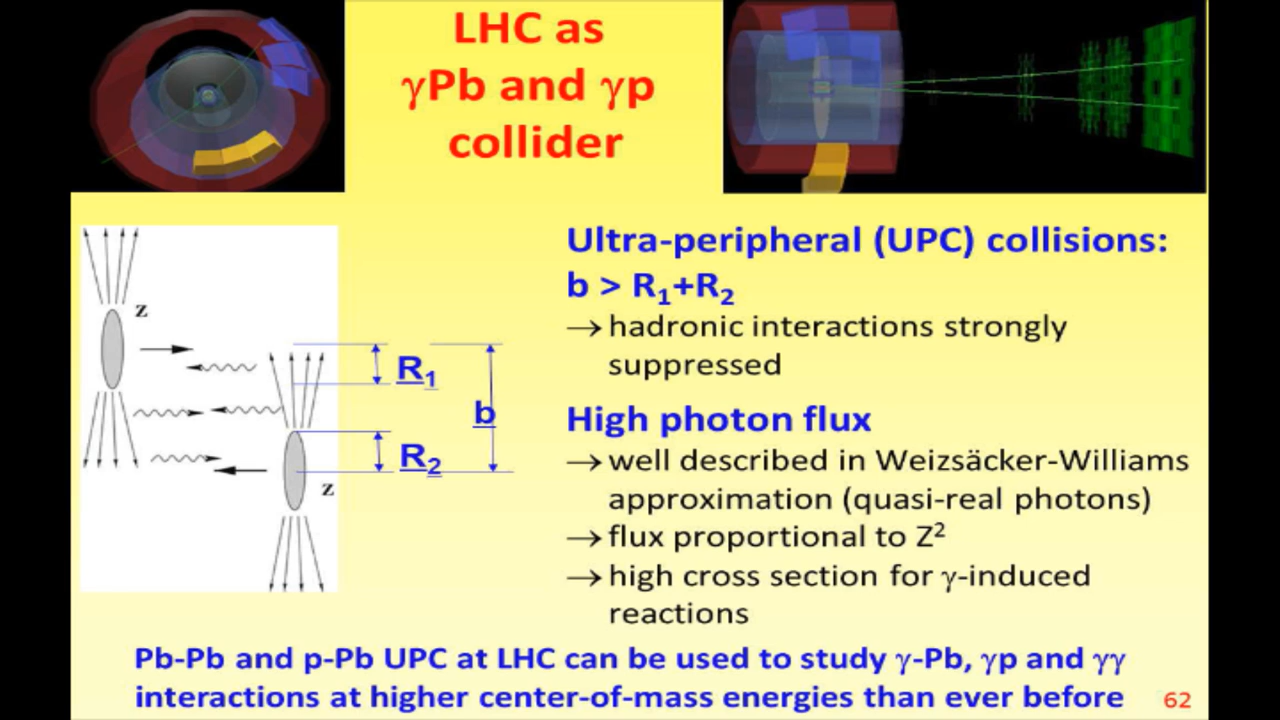 LHC as
γPb and γp
collider
Ultra-peripheral (UPC) collisions:
b > R₁+R₂
→ hadronic interactions strongly
suppressed
High photon flux
→ well described in Weizsäcker-Williams
approximation (quasi-real photons)
→ flux proportional to Z²
→ high cross section for γ-induced
reactions
Z
R₁
b
R₂
Z
Pb-Pb and p-Pb UPC at LHC can be used to study γ-Pb, γp and γγ
interactions at higher center-of-mass energies than ever before
62